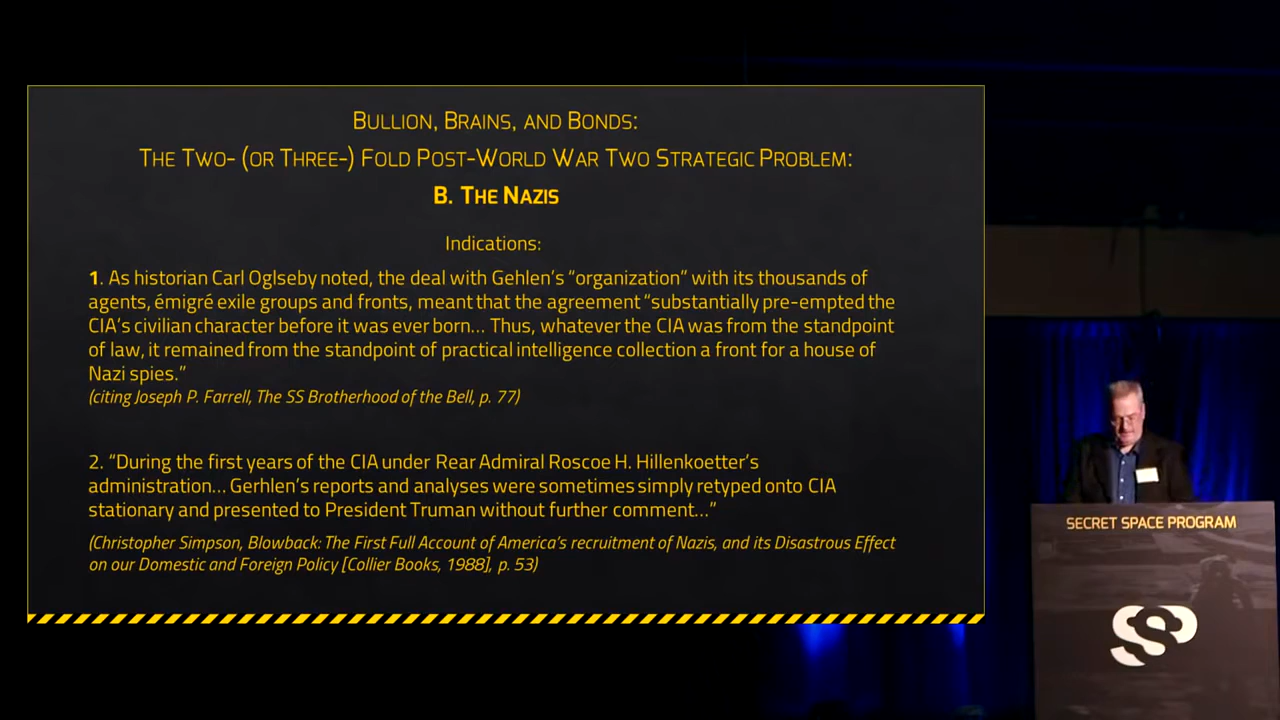 BULLION, BRAINS, AND BONDS:
THE TWO- (OR THREE-) FOLD POST-WORLD WAR TWO STRATEGIC PROBLEM:
B. THE NAZIS
Indications:
1. As historian Carl Oglseby noted, the deal with Gehlen’s “organization” with its thousands of
agents, émigré exile groups and fronts, meant that the agreement “substantially pre-empted the
CIA’s civilian character before it was ever born… Thus, whatever the CIA was from the standpoint
of law, it remained from the standpoint of practical intelligence collection a front for a house of
Nazi spies.”
(citing Joseph P. Farrell, The SS Brotherhood of the Bell, p. 77)
2. “During the first years of the CIA under Rear Admiral Roscoe H. Hillenkoetter’s
administration… Gerhlen’s reports and analyses were sometimes simply retyped onto CIA
stationary and presented to President Truman without further comment…”
(Christopher Simpson, Blowback: The First Full Account of America’s recruitment of Nazis, and its Disastrous Effect
on our Domestic and Foreign Policy [Collier Books, 1988], p. 53)
SECRET SPACE PROGRAM
SSP